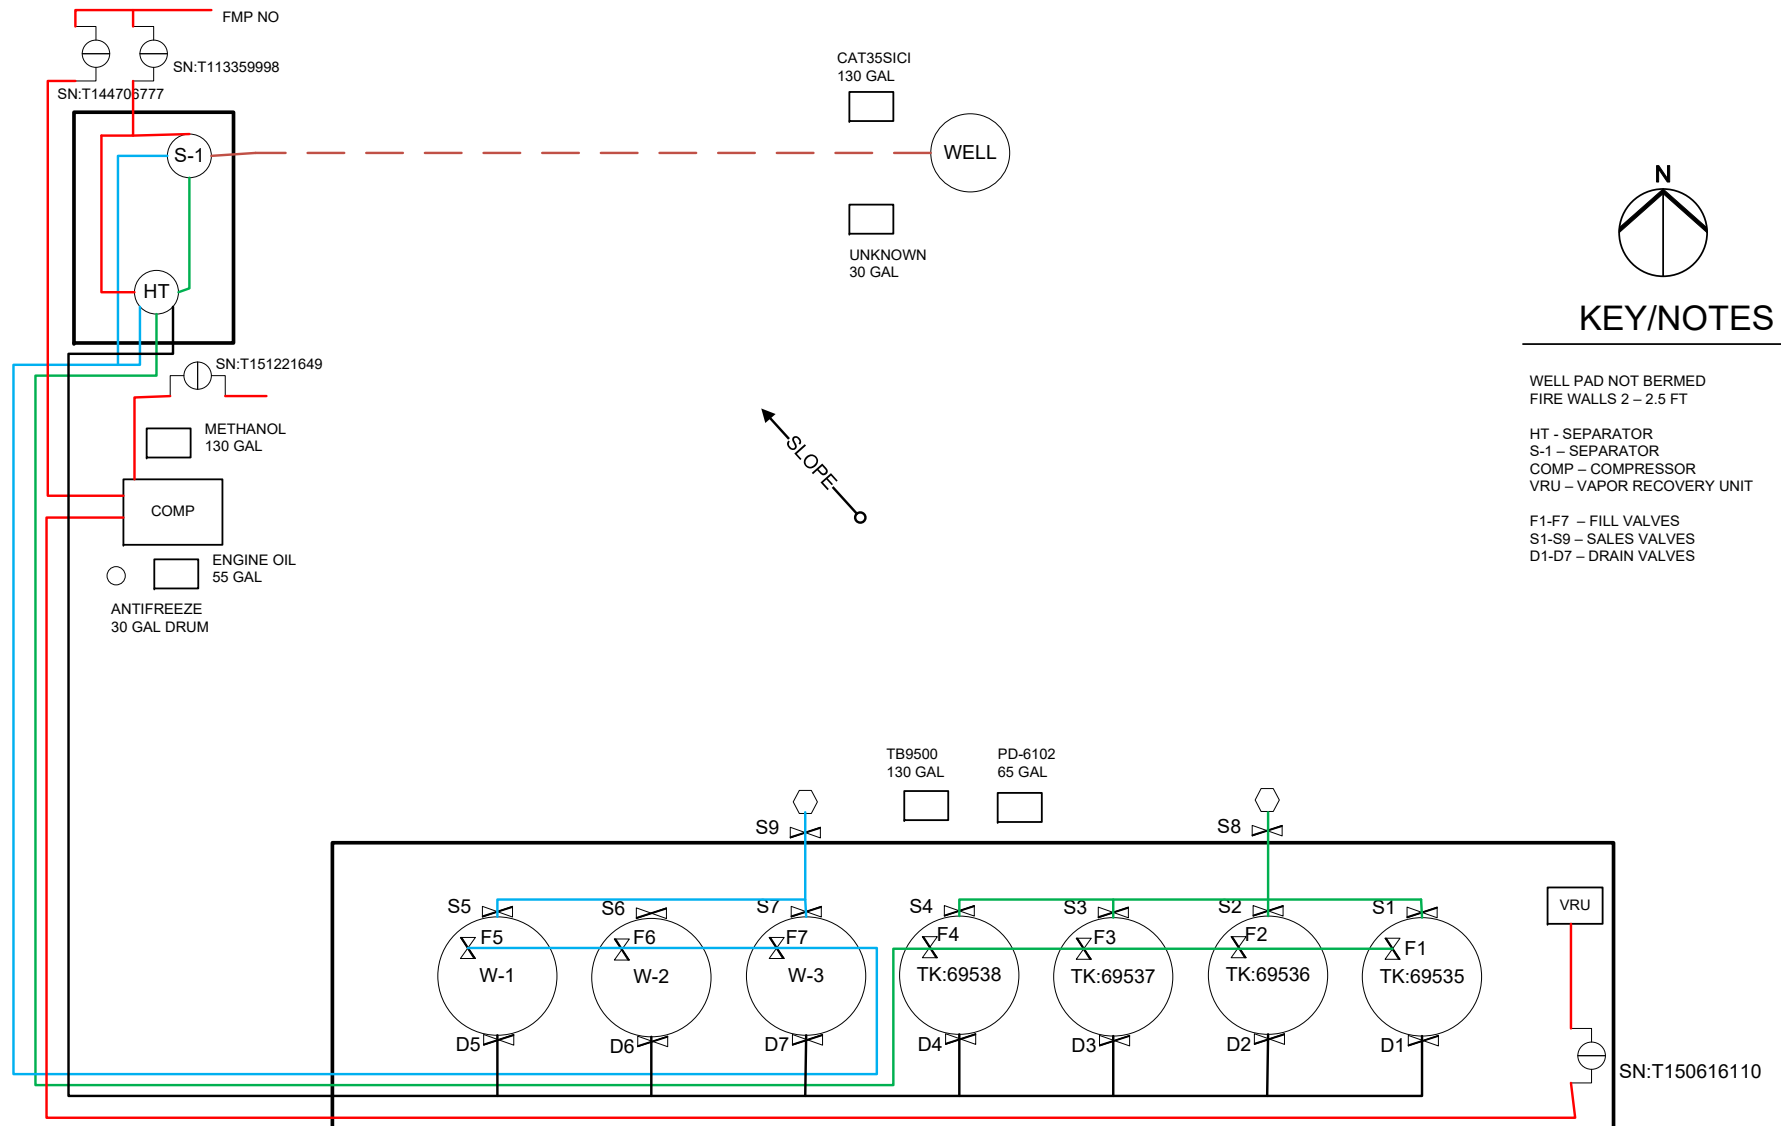 FMP NO
SN:T113359998
SN:T144706777
CAT35SICI
130 GAL
S-1
WELL
N
UNKNOWN
30 GAL
HT
KEY/NOTES
SN:T151221649
WELL PAD NOT BERMED
FIRE WALLS 2 – 2.5 FT
HT - SEPARATOR
S-1 – SEPARATOR
COMP – COMPRESSOR
VRU – VAPOR RECOVERY UNIT
F1-F7 – FILL VALVES
S1-S9 – SALES VALVES
D1-D7 – DRAIN VALVES
METHANOL
130 GAL
SLOPE
COMP
ENGINE OIL
55 GAL
ANTIFREEZE
30 GAL DRUM
TB9500
130 GAL
PD-6102
65 GAL
S9
S8
S5
S6
S7
S4
S3
S2
S1
VRU
F5
F6
F7
F4
F3
F2
F1
W-1
W-2
W-3
TK:69538
TK:69537
TK:69536
TK:69535
D5
D6
D7
D4
D3
D2
D1
SN:T150616110